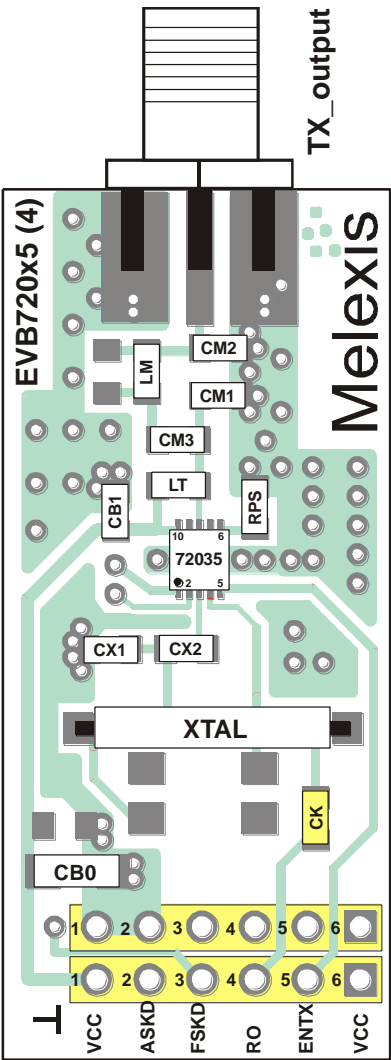 TX_output
EVB720x5 (4)
Melexis
CM2
LM
CM1
CM3
LT
CB1
RPS
10 6
72035
2 5
CX1 CX2
XTAL
CK
CB0
1 2 3 4 5 6
1 2 3 4 5 6
VCC
ASKD
FSKD
RO
ENTX
VCC